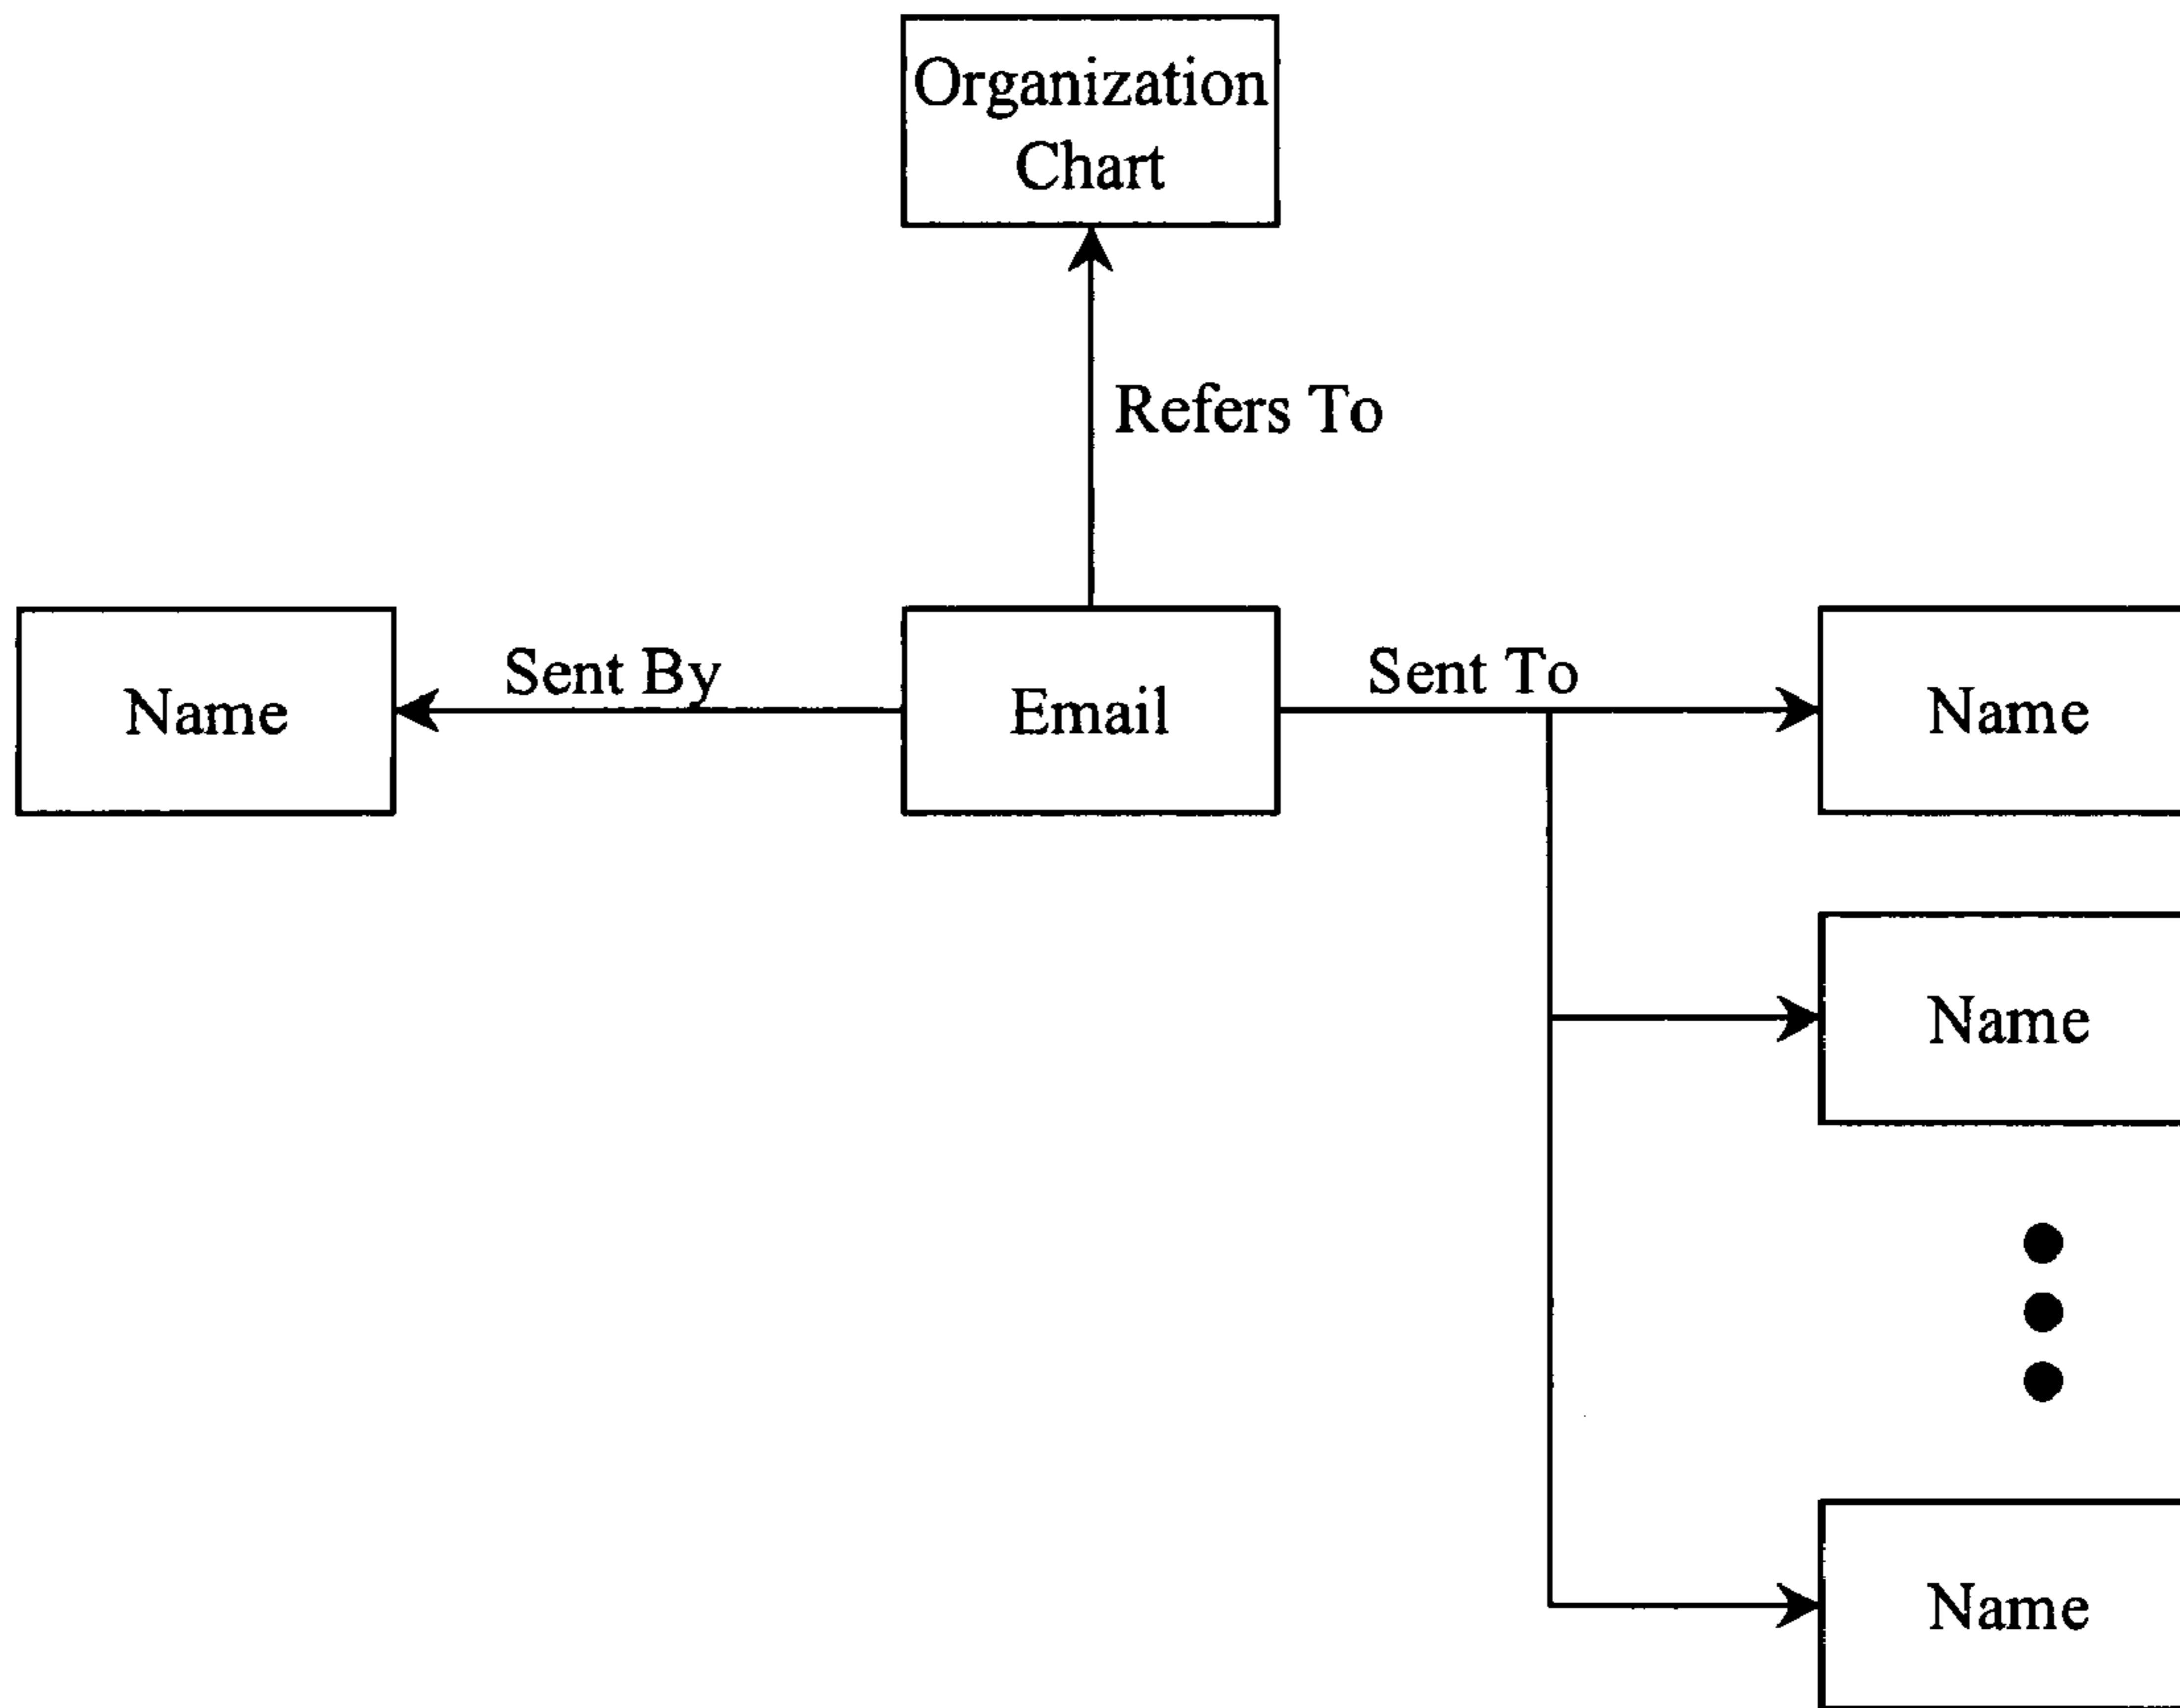 Organization
Chart
Refers To
Name
Sent By
Email
Sent To
Name
Name
Name